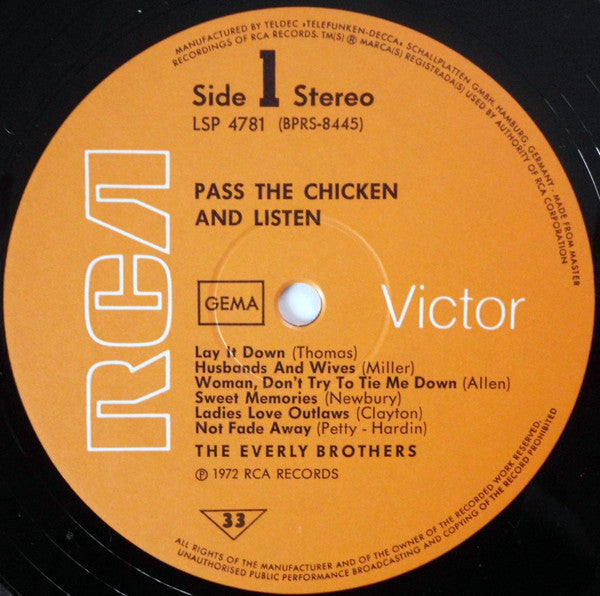 MANUFACTURED BY TELDEC »TELEFUNKEN-DECCA« SCHALLPLATTEN GMBH, HAMBURG, GERMANY - MADE FROM MASTER
RECORDINGS OF RCA RECORDS. TM(S) ® MARCA(S) REGISTRADA(S) USED BY AUTHORITY OF RCA CORPORATION
Side 1 Stereo
LSP 4781 (BPRS-8445)
PASS THE CHICKEN
AND LISTEN
RCA
GEMA
Victor
Lay it Down (Thomas)
Husbands And Wives (Miller)
Woman, Don't Try To Tie Me Down (Allen)
Sweet Memories (Newbury)
Ladies Love Outlaws (Clayton)
Not Fade Away (Petty - Hardin)
THE EVERLY BROTHERS
℗ 1972 RCA RECORDS
33
ALL RIGHTS OF THE MANUFACTURER AND OF THE OWNER OF THE RECORDED WORK RESERVED.
UNAUTHORISED PUBLIC PERFORMANCE BROADCASTING AND COPYING OF THE RECORD PROHIBITED